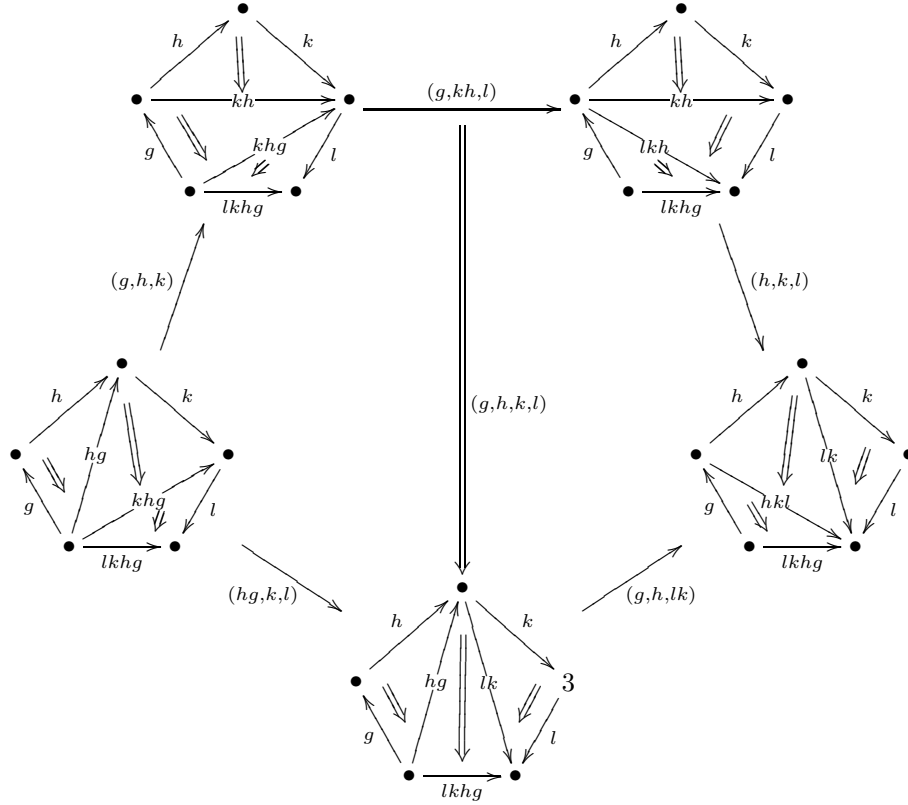 h k h k
kh (g,kh,l) kh
g khg l g lkh l
lkhg lkhg
(g,h,k) (h,k,l)
(g,h,k,l)
h k h k
hg lk
g khg l g hkl l
lkhg lkhg
(hg,k,l) (g,h,lk)
h k
hg lk 3
g l
lkhg